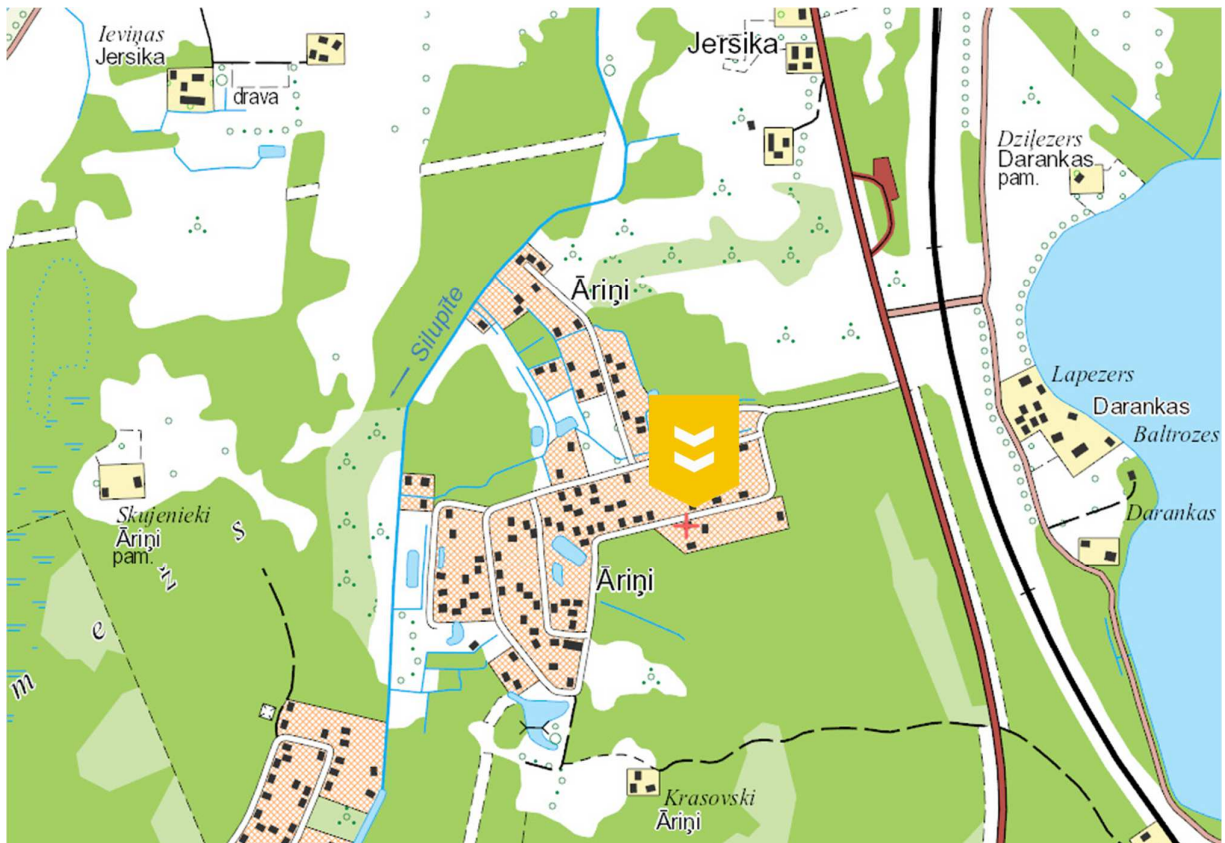 Ieviņas
Jersika
drava
Jersika
Dziļezers
Darankas
pam.
Āriņi
Silupīte
Lapezers
Darankas
Baltrozes
Darankas
Skujenieki
Āriņi
pam.
Āriņi
m e ž s
Krasovski
Āriņi